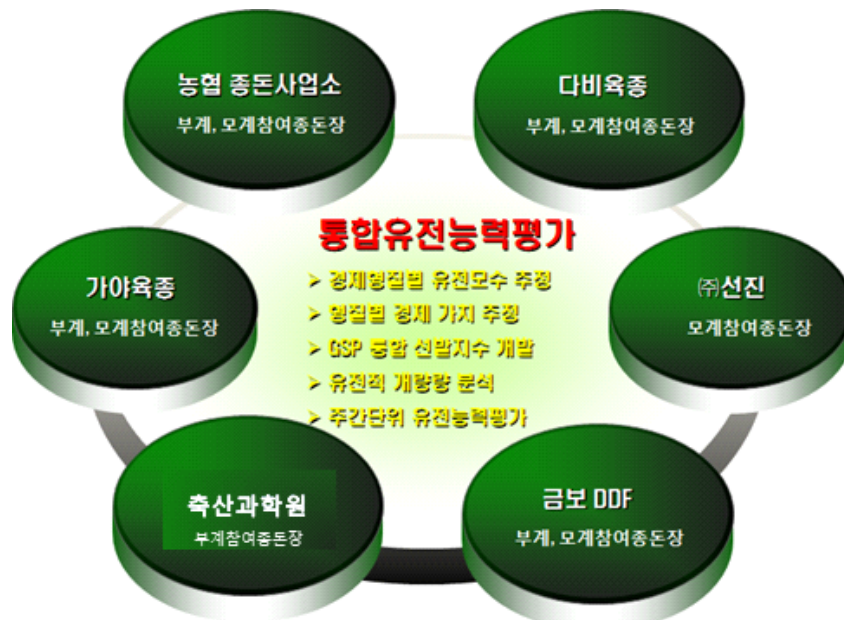 농협 종돈사업소
부계, 모계참여종돈장
다비육종
부계, 모계참여종돈장
가야육종
부계, 모계참여종돈장
통합유전능력평가
➤ 경제형질별 유전모수 추정
➤ 형질별 경제 가치 추정
➤ GSP 통합 선발지수 개발
➤ 유전적 개량량 분석
➤ 주간단위 유전능력평가
㈜선진
모계참여종돈장
축산과학원
부계참여종돈장
금보 DDF
부계, 모계참여종돈장